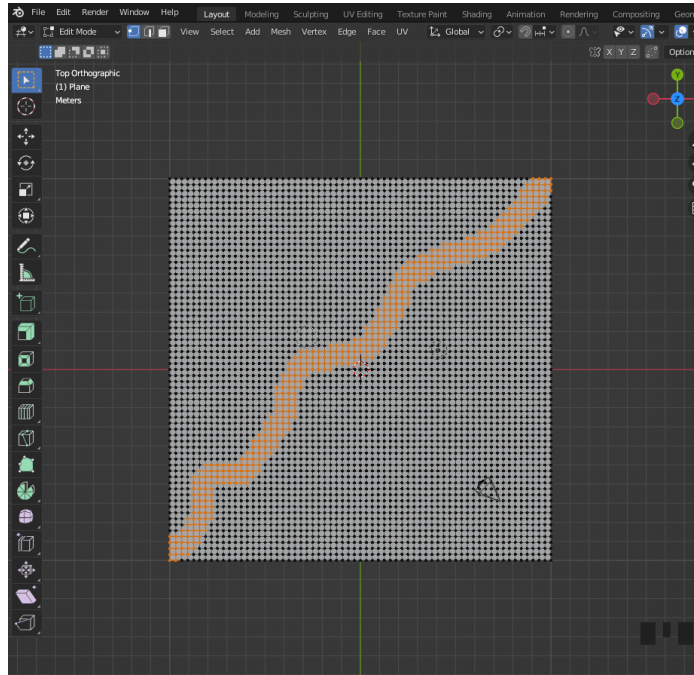 File Edit Render Window Help Layout Modeling Sculpting UV Editing Texture Paint Shading Animation Rendering Compositing Geom
Edit Mode View Select Add Mesh Vertex Edge Face UV Global
X Y Z Option
Top Orthographic
(1) Plane
Meters
Y
Z